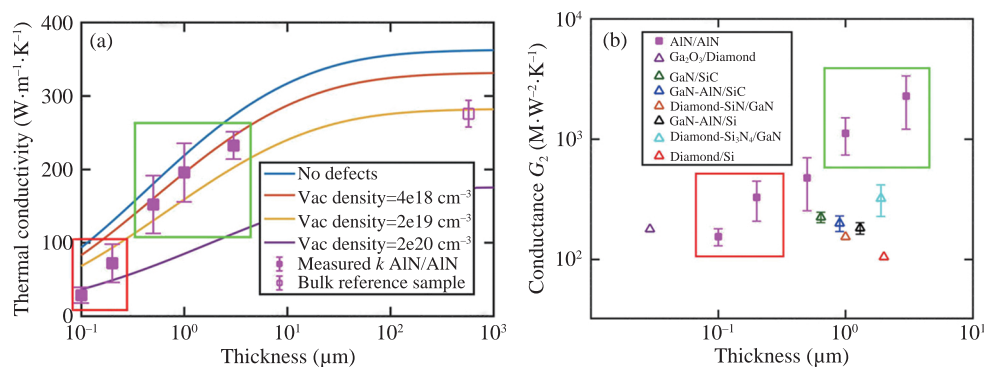 (a)
Thermal conductivity (W·m⁻¹·K⁻¹)
400
300
200
100
0
No defects
Vac density=4e18 cm⁻³
Vac density=2e19 cm⁻³
Vac density=2e20 cm⁻³
Measured k AlN/AlN
Bulk reference sample
10⁻¹ 10⁰ 10¹ 10² 10³
Thickness (µm)
(b)
Conductance G₂ (M·W⁻²·K⁻¹)
10⁴
10³
10²
AlN/AlN
Ga₂O₃/Diamond
GaN/SiC
GaN-AlN/SiC
Diamond-SiN/GaN
GaN-AlN/Si
Diamond-Si₃N₄/GaN
Diamond/Si
10⁻¹ 10⁰ 10¹
Thickness (µm)